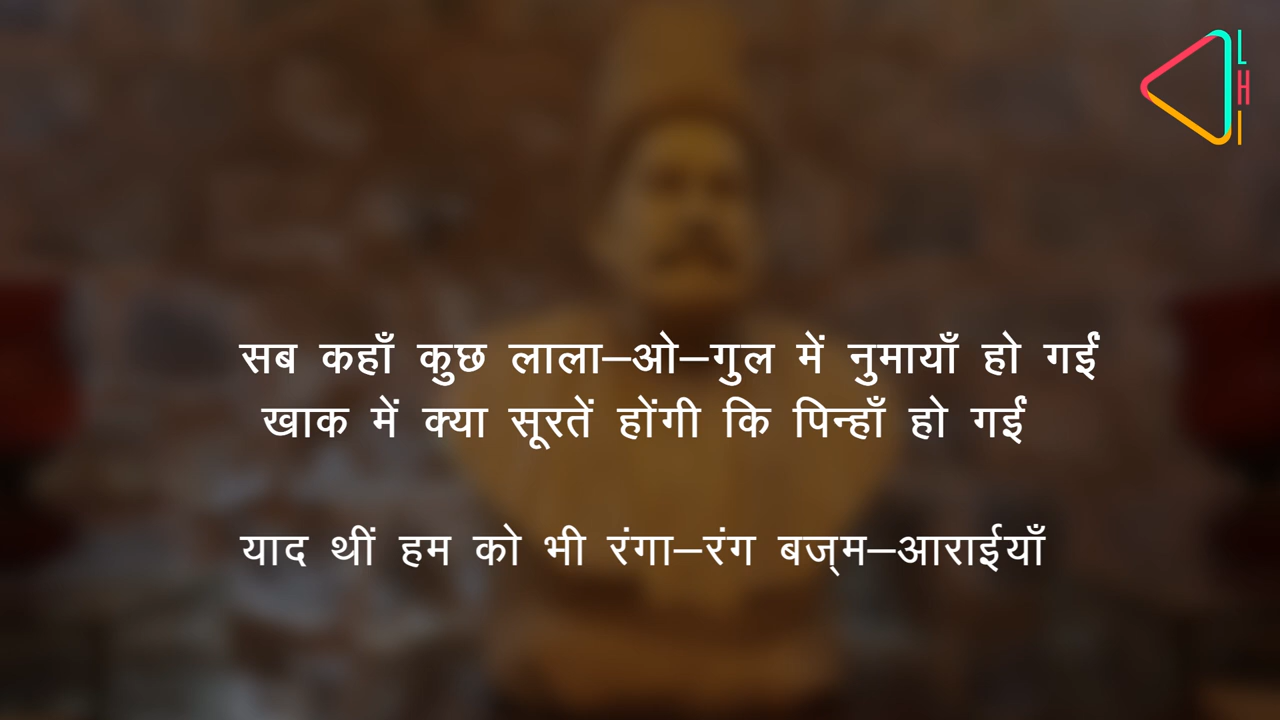 सब कहाँ कुछ लाला–ओ–गुल में नुमायाँ हो गईं
खाक में क्या सूरतें होंगी कि पिन्हाँ हो गईं
याद थीं हम को भी रंगा–रंग बज़्म–आराईयाँ
L
H
I